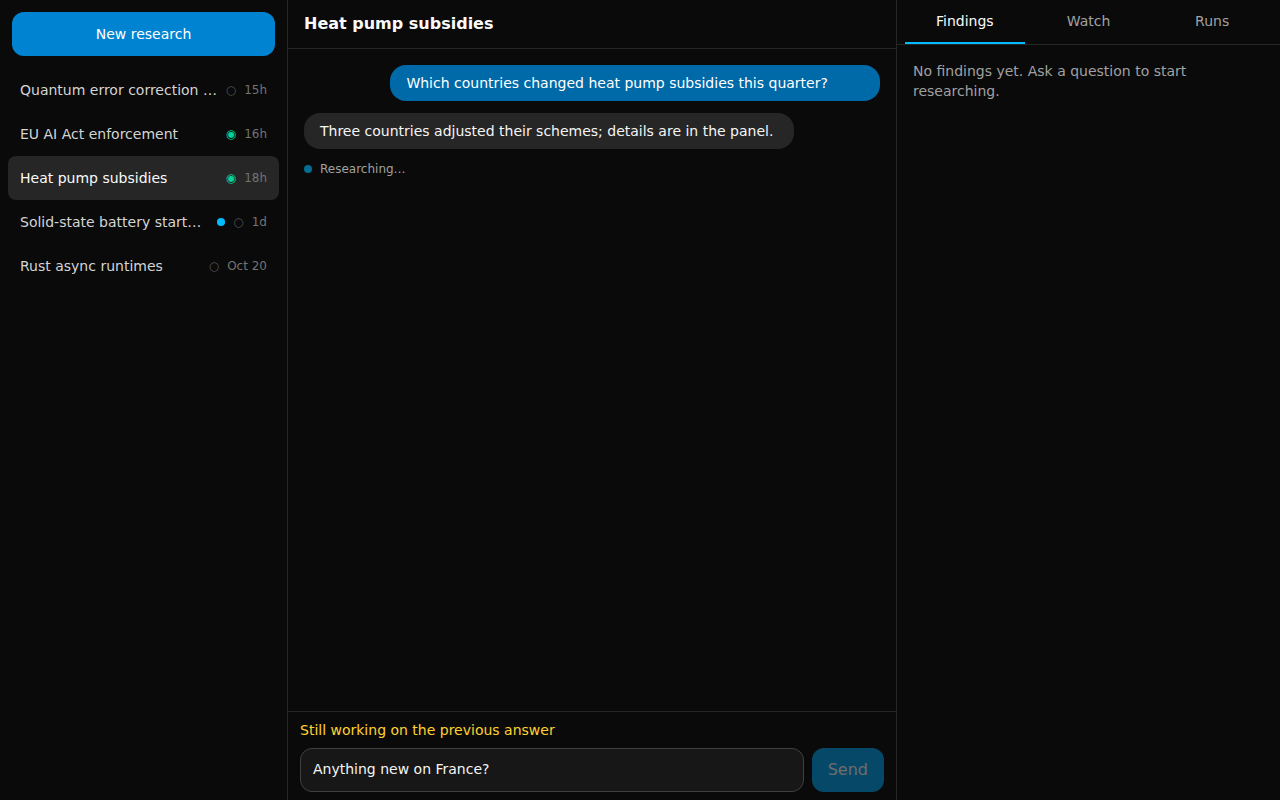 New research
Quantum error correction … 15h
EU AI Act enforcement 16h
Heat pump subsidies 18h
Solid-state battery start… 1d
Rust async runtimes Oct 20
Heat pump subsidies
Which countries changed heat pump subsidies this quarter?
Three countries adjusted their schemes; details are in the panel.
Researching…
Still working on the previous answer
Anything new on France?
Send
Findings Watch Runs
No findings yet. Ask a question to start
researching.